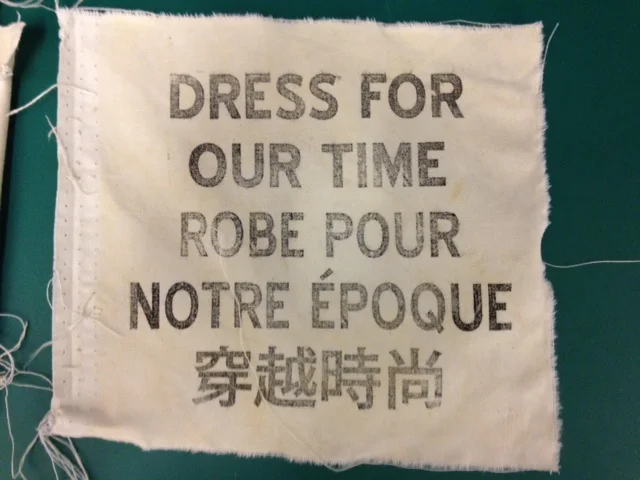 DRESS FOR
OUR TIME
ROBE POUR
NOTRE ÉPOQUE
穿越時尚